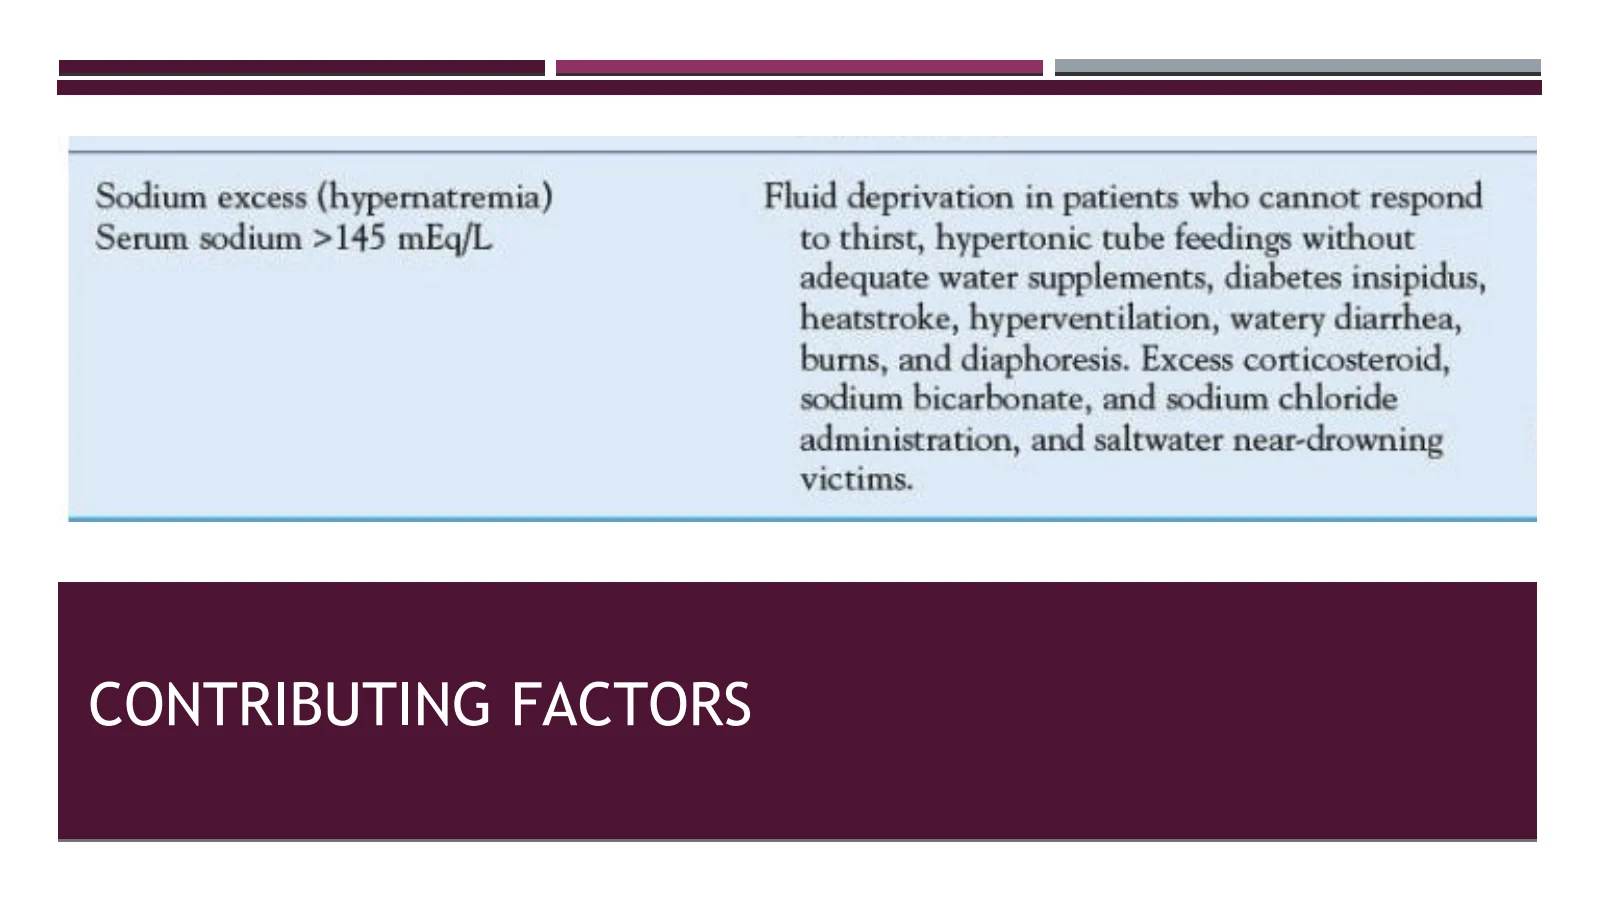 Sodium excess (hypernatremia)
Serum sodium >145 mEq/L
Fluid deprivation in patients who cannot respond
to thirst, hypertonic tube feedings without
adequate water supplements, diabetes insipidus,
heatstroke, hyperventilation, watery diarrhea,
burns, and diaphoresis. Excess corticosteroid,
sodium bicarbonate, and sodium chloride
administration, and saltwater near-drowning
victims.
CONTRIBUTING FACTORS